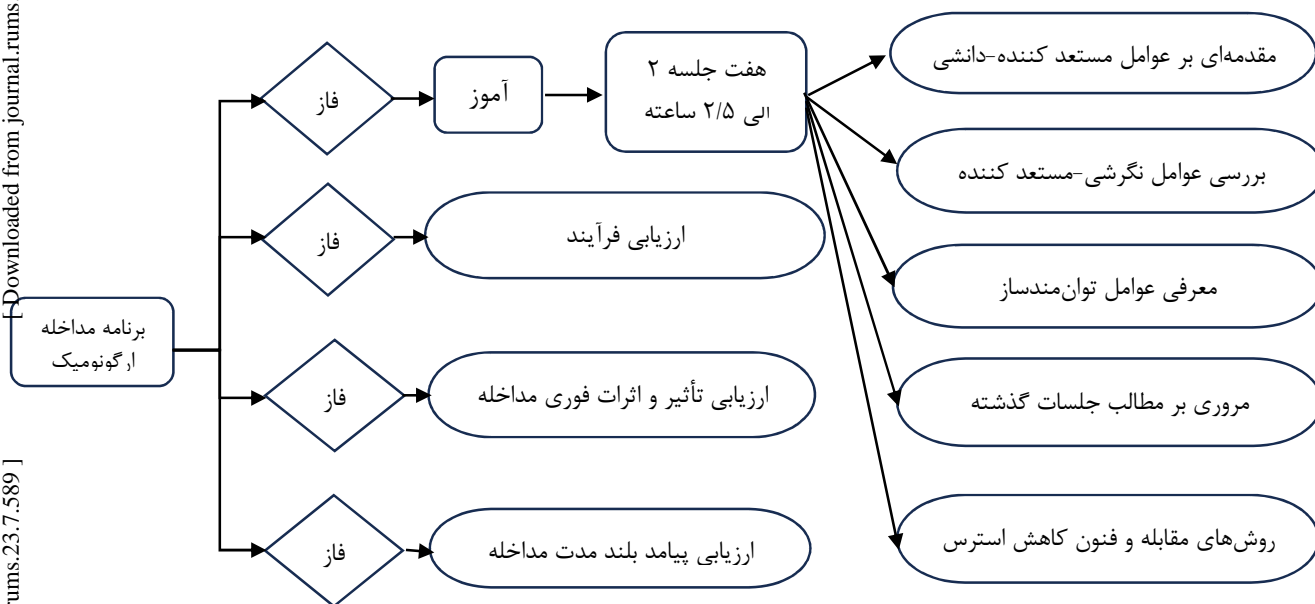 برنامه مداخله
ارگونومیک
فاز
آموز
هفت جلسه ۲
الی ۲/۵ ساعته
مقدمه‌ای بر عوامل مستعد کننده-دانشی
بررسی عوامل نگرشی-مستعد کننده
معرفی عوامل توان‌مندساز
مروری بر مطالب جلسات گذشته
روش‌های مقابله و فنون کاهش استرس
فاز
ارزیابی فرآیند
فاز
ارزیابی تأثیر و اثرات فوری مداخله
فاز
ارزیابی پیامد بلند مدت مداخله
[ Downloaded from journal.rums
rums.23.7.589 ]